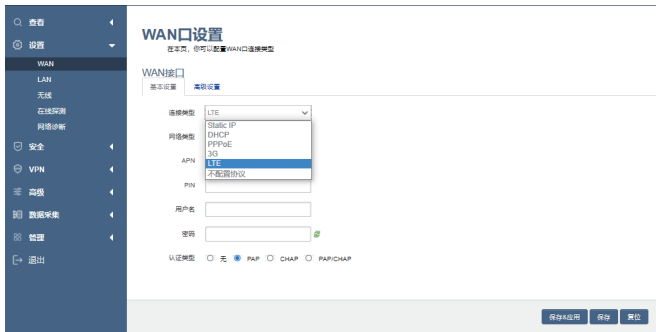 查看
设置
WAN
LAN
无线
在线探测
网络诊断
安全
VPN
高级
数据采集
管理
退出
WAN口设置
在本页，你可以配置WAN口连接类型
WAN接口
基本设置 高级设置
连接类型 LTE
Static IP
DHCP
PPPoE
3G
LTE
不配置协议
网络类型
APN
PIN
用户名
密码
认证类型 无 PAP CHAP PAP/CHAP
保存&应用 保存 复位